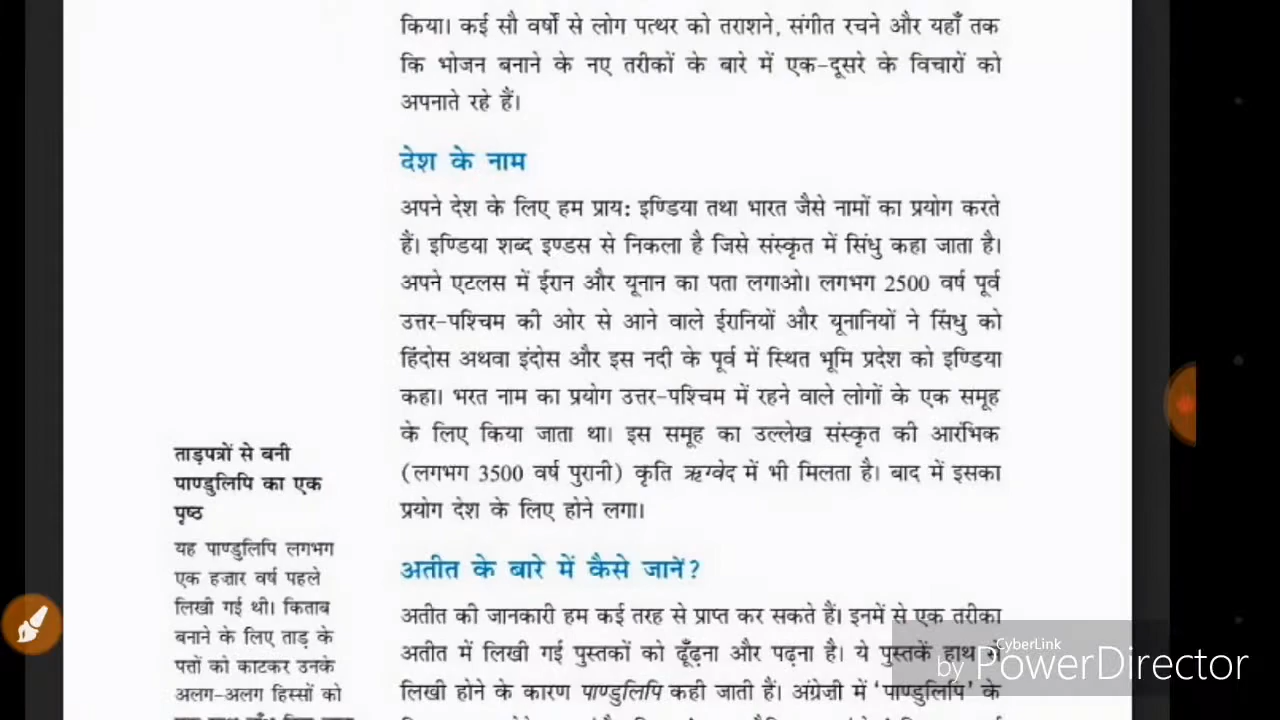 किया। कई सौ वर्षों से लोग पत्थर को तराशने, संगीत रचने और यहाँ तक
कि भोजन बनाने के नए तरीकों के बारे में एक-दूसरे के विचारों को
अपनाते रहे हैं।
देश के नाम
अपने देश के लिए हम प्राय: इण्डिया तथा भारत जैसे नामों का प्रयोग करते
हैं। इण्डिया शब्द इण्डस से निकला है जिसे संस्कृत में सिंधु कहा जाता है।
अपने एटलस में ईरान और यूनान का पता लगाओ। लगभग 2500 वर्ष पूर्व
उत्तर-पश्चिम की ओर से आने वाले ईरानियों और यूनानियों ने सिंधु को
हिंदोस अथवा इंदोस और इस नदी के पूर्व में स्थित भूमि प्रदेश को इण्डिया
कहा। भरत नाम का प्रयोग उत्तर-पश्चिम में रहने वाले लोगों के एक समूह
के लिए किया जाता था। इस समूह का उल्लेख संस्कृत की आरंभिक
(लगभग 3500 वर्ष पुरानी) कृति ऋग्वेद में भी मिलता है। बाद में इसका
प्रयोग देश के लिए होने लगा।
ताड़पत्रों से बनी
पाण्डुलिपि का एक
पृष्ठ
यह पाण्डुलिपि लगभग
एक हज़ार वर्ष पहले
लिखी गई थी। किताब
बनाने के लिए ताड़ के
पत्तों को काटकर उनके
अलग-अलग हिस्सों को
अतीत के बारे में कैसे जानें?
अतीत की जानकारी हम कई तरह से प्राप्त कर सकते हैं। इनमें से एक तरीका
अतीत में लिखी गई पुस्तकों को ढूँढ़ना और पढ़ना है। ये पुस्तकें हाथ से
लिखी होने के कारण पाण्डुलिपि कही जाती हैं। अंग्रेज़ी में 'पाण्डुलिपि' के
CyberLink
by PowerDirector